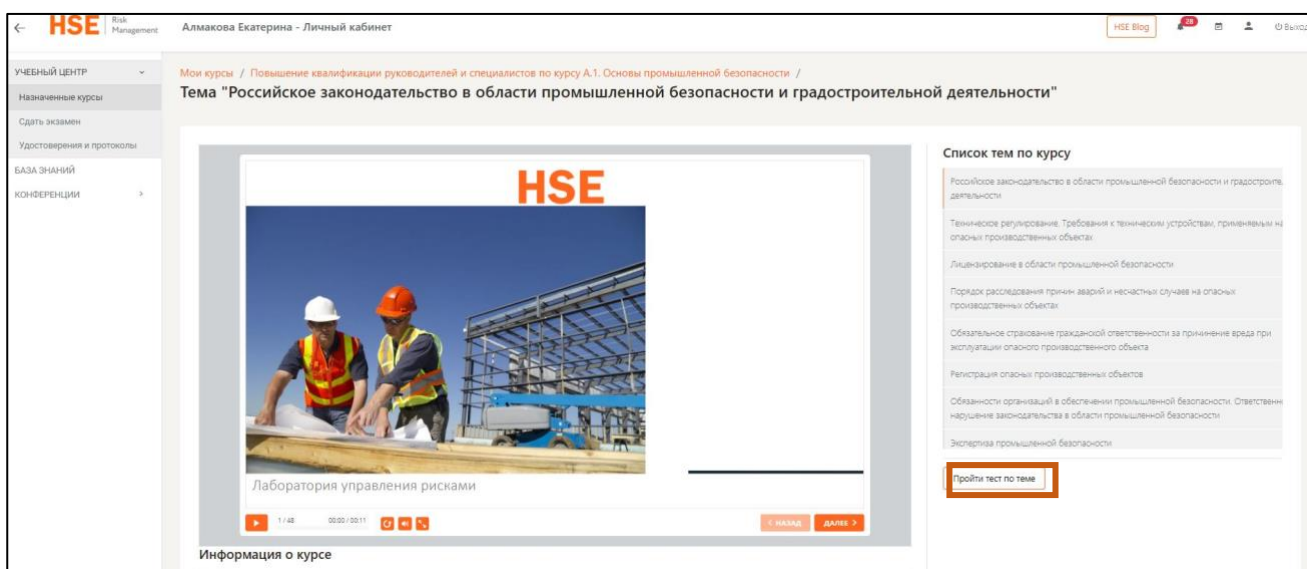 HSE Risk
Management
Алмакова Екатерина - Личный кабинет
HSE Blog
28
Выход
УЧЕБНЫЙ ЦЕНТР
Назначенные курсы
Сдать экзамен
Удостоверения и протоколы
БАЗА ЗНАНИЙ
КОНФЕРЕНЦИИ
Мои курсы / Повышение квалификации руководителей и специалистов по курсу А.1. Основы промышленной безопасности /
Тема "Российское законодательство в области промышленной безопасности и градостроительной деятельности"
HSE
Лаборатория управления рисками
1 / 48
00:00 / 00:11
< НАЗАД
ДАЛЕЕ >
Информация о курсе
Список тем по курсу
Российское законодательство в области промышленной безопасности и градостроите
деятельности
Техническое регулирование. Требования к техническим устройствам, применяемым на
опасных производственных объектах
Лицензирование в области промышленной безопасности
Порядок расследования причин аварий и несчастных случаев на опасных
производственных объектах
Обязательное страхование гражданской ответственности за причинение вреда при
эксплуатации опасного производственного объекта
Регистрация опасных производственных объектов
Обязанности организаций в обеспечении промышленной безопасности. Ответственн
нарушение законодательства в области промышленной безопасности
Экспертиза промышленной безопасности
Пройти тест по теме